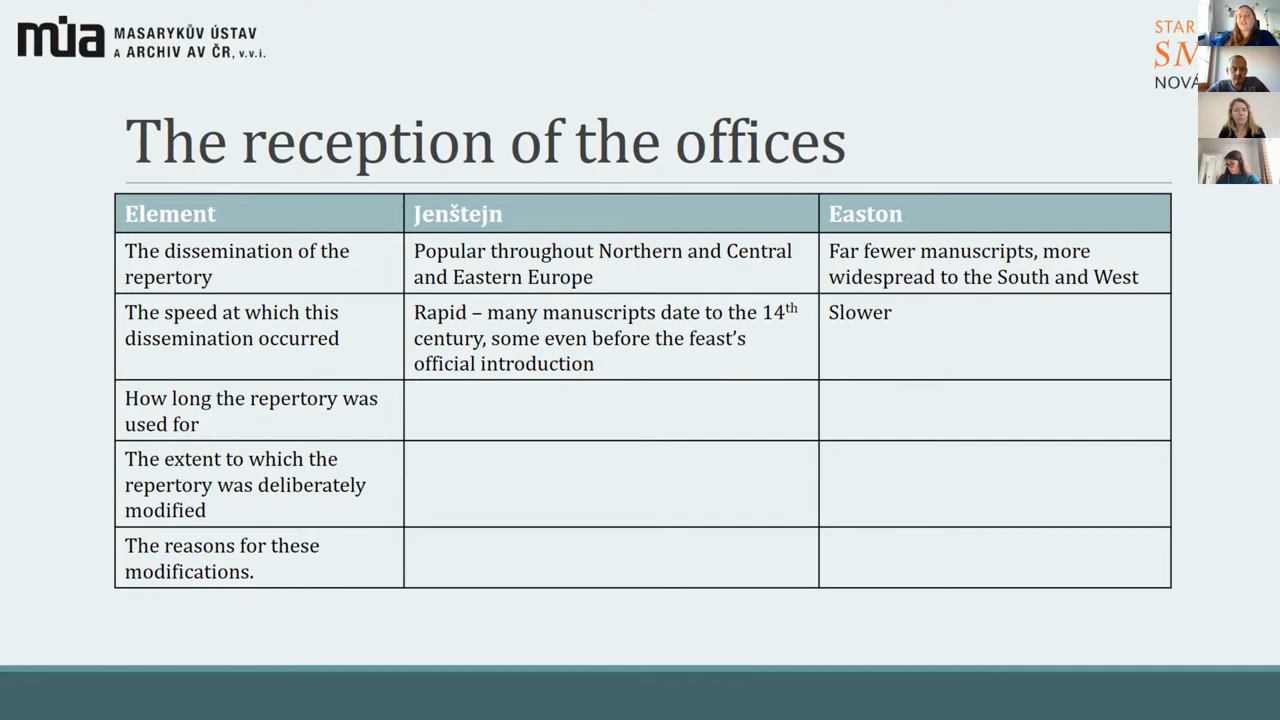 mua MASARYKŮV ÚSTAV
A ARCHIV AV ČR, v.v.i.
STAR
SM
NOVÁ
The reception of the offices
Element
Jenštejn
Easton
The dissemination of the
repertory
Popular throughout Northern and Central
and Eastern Europe
Far fewer manuscripts, more
widespread to the South and West
The speed at which this
dissemination occurred
Rapid – many manuscripts date to the 14th
century, some even before the feast’s
official introduction
Slower
How long the repertory was
used for
The extent to which the
repertory was deliberately
modified
The reasons for these
modifications.